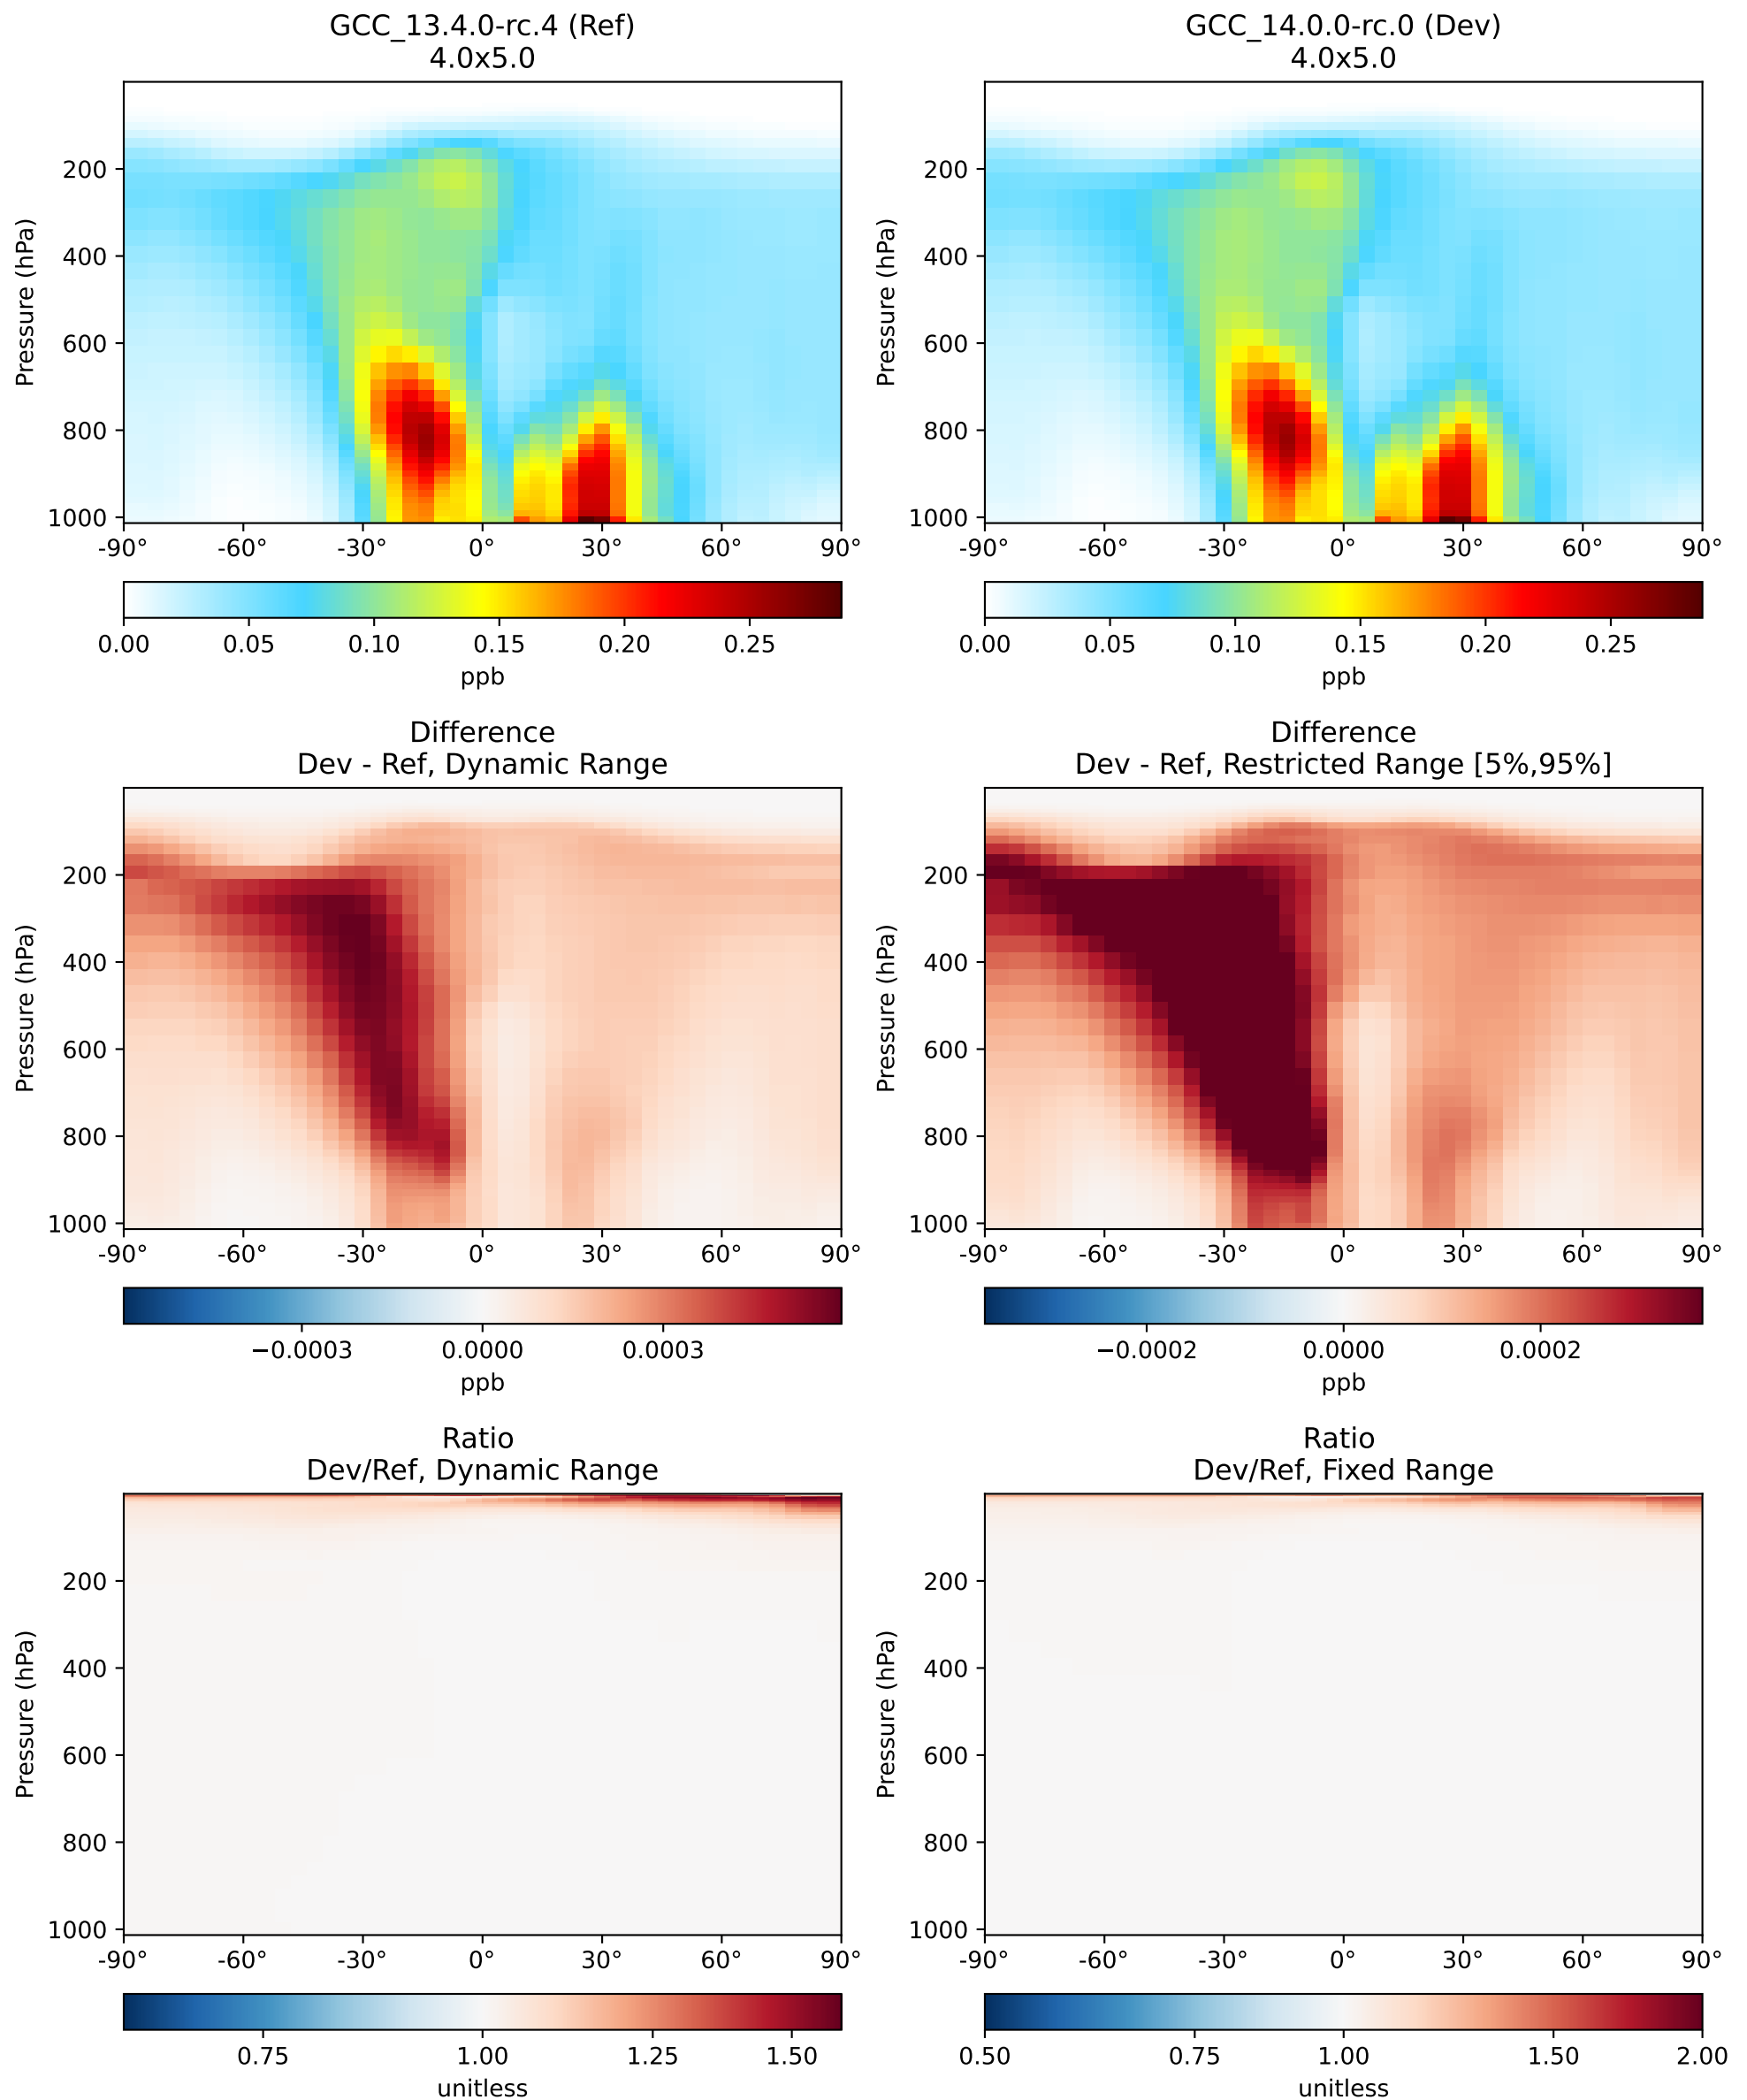 GCC_13.4.0-rc.4 (Ref)
4.0x5.0
Pressure (hPa)
200
400
600
800
1000
-90° -60° -30° 0° 30° 60° 90°
0.00 0.05 0.10 0.15 0.20 0.25
ppb
GCC_14.0.0-rc.0 (Dev)
4.0x5.0
Pressure (hPa)
200
400
600
800
1000
-90° -60° -30° 0° 30° 60° 90°
0.00 0.05 0.10 0.15 0.20 0.25
ppb
Difference
Dev - Ref, Dynamic Range
Pressure (hPa)
200
400
600
800
1000
-90° -60° -30° 0° 30° 60° 90°
−0.0003 0.0000 0.0003
ppb
Difference
Dev - Ref, Restricted Range [5%,95%]
Pressure (hPa)
200
400
600
800
1000
-90° -60° -30° 0° 30° 60° 90°
−0.0002 0.0000 0.0002
ppb
Ratio
Dev/Ref, Dynamic Range
Pressure (hPa)
200
400
600
800
1000
-90° -60° -30° 0° 30° 60° 90°
0.75 1.00 1.25 1.50
unitless
Ratio
Dev/Ref, Fixed Range
Pressure (hPa)
200
400
600
800
1000
-90° -60° -30° 0° 30° 60° 90°
0.50 0.75 1.00 1.50 2.00
unitless